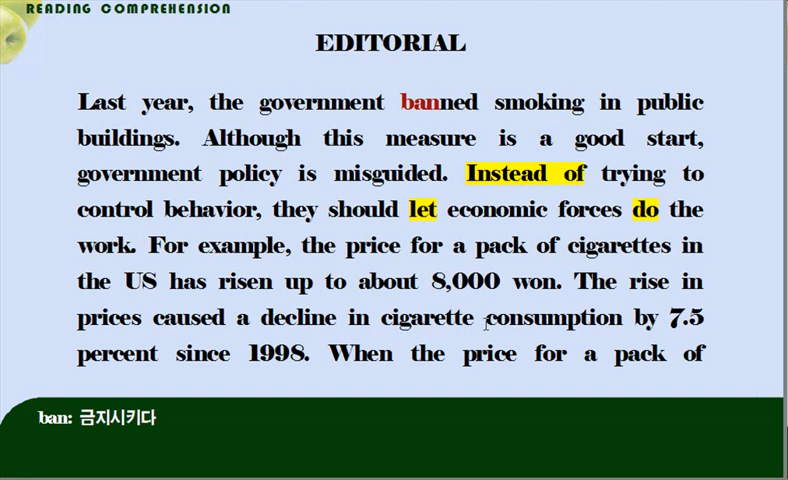 READING COMPREHENSION
EDITORIAL
Last year, the government banned smoking in public
buildings. Although this measure is a good start,
government policy is misguided. Instead of trying to
control behavior, they should let economic forces do the
work. For example, the price for a pack of cigarettes in
the US has risen up to about 8,000 won. The rise in
prices caused a decline in cigarette consumption by 7.5
percent since 1998. When the price for a pack of
ban: 금지시키다